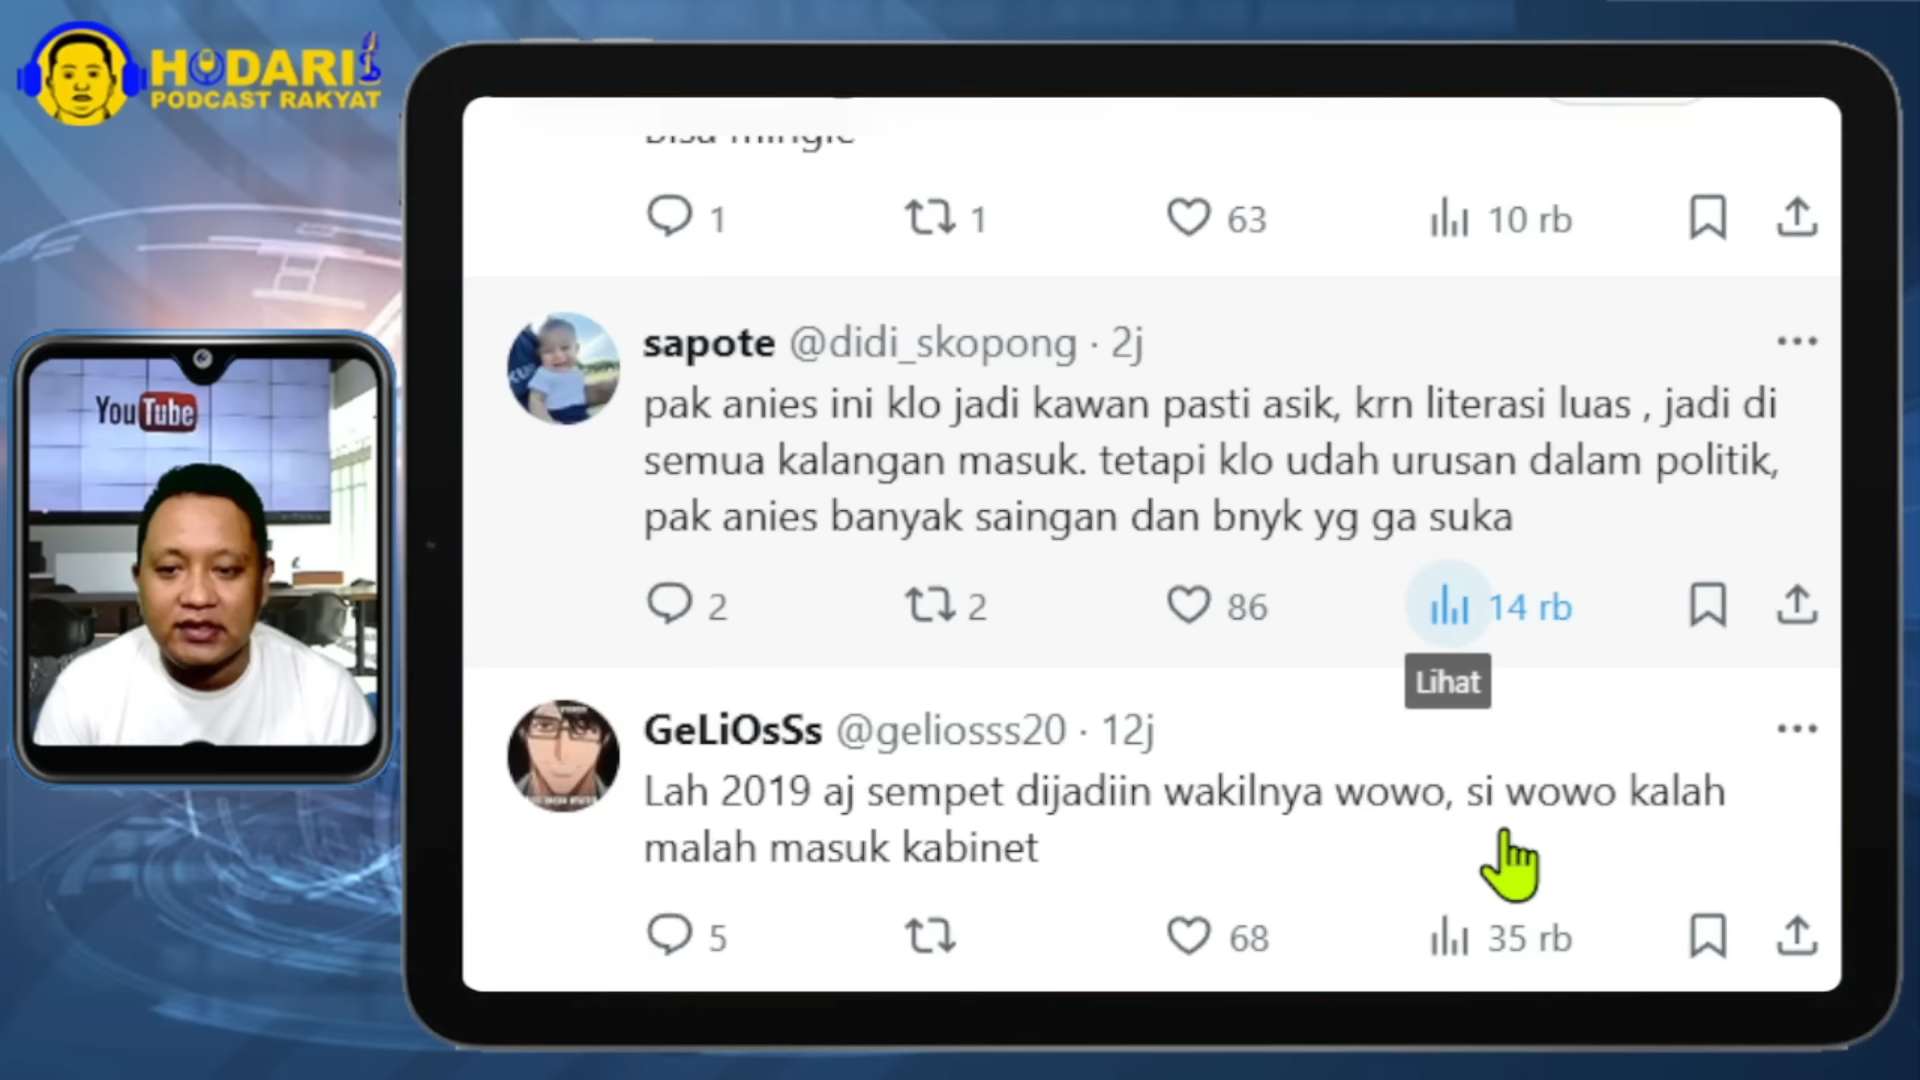 HODARI
PODCAST RAKYAT
YouTube
1
1
63
10 rb
sapote @didi_skopong · 2j
pak anies ini klo jadi kawan pasti asik, krn literasi luas , jadi di
semua kalangan masuk. tetapi klo udah urusan dalam politik,
pak anies banyak saingan dan bnyk yg ga suka
2
2
86
14 rb
Lihat
GeLiOsSs @geliosss20 · 12j
Lah 2019 aj sempet dijadiin wakilnya wowo, si wowo kalah
malah masuk kabinet
5
68
35 rb